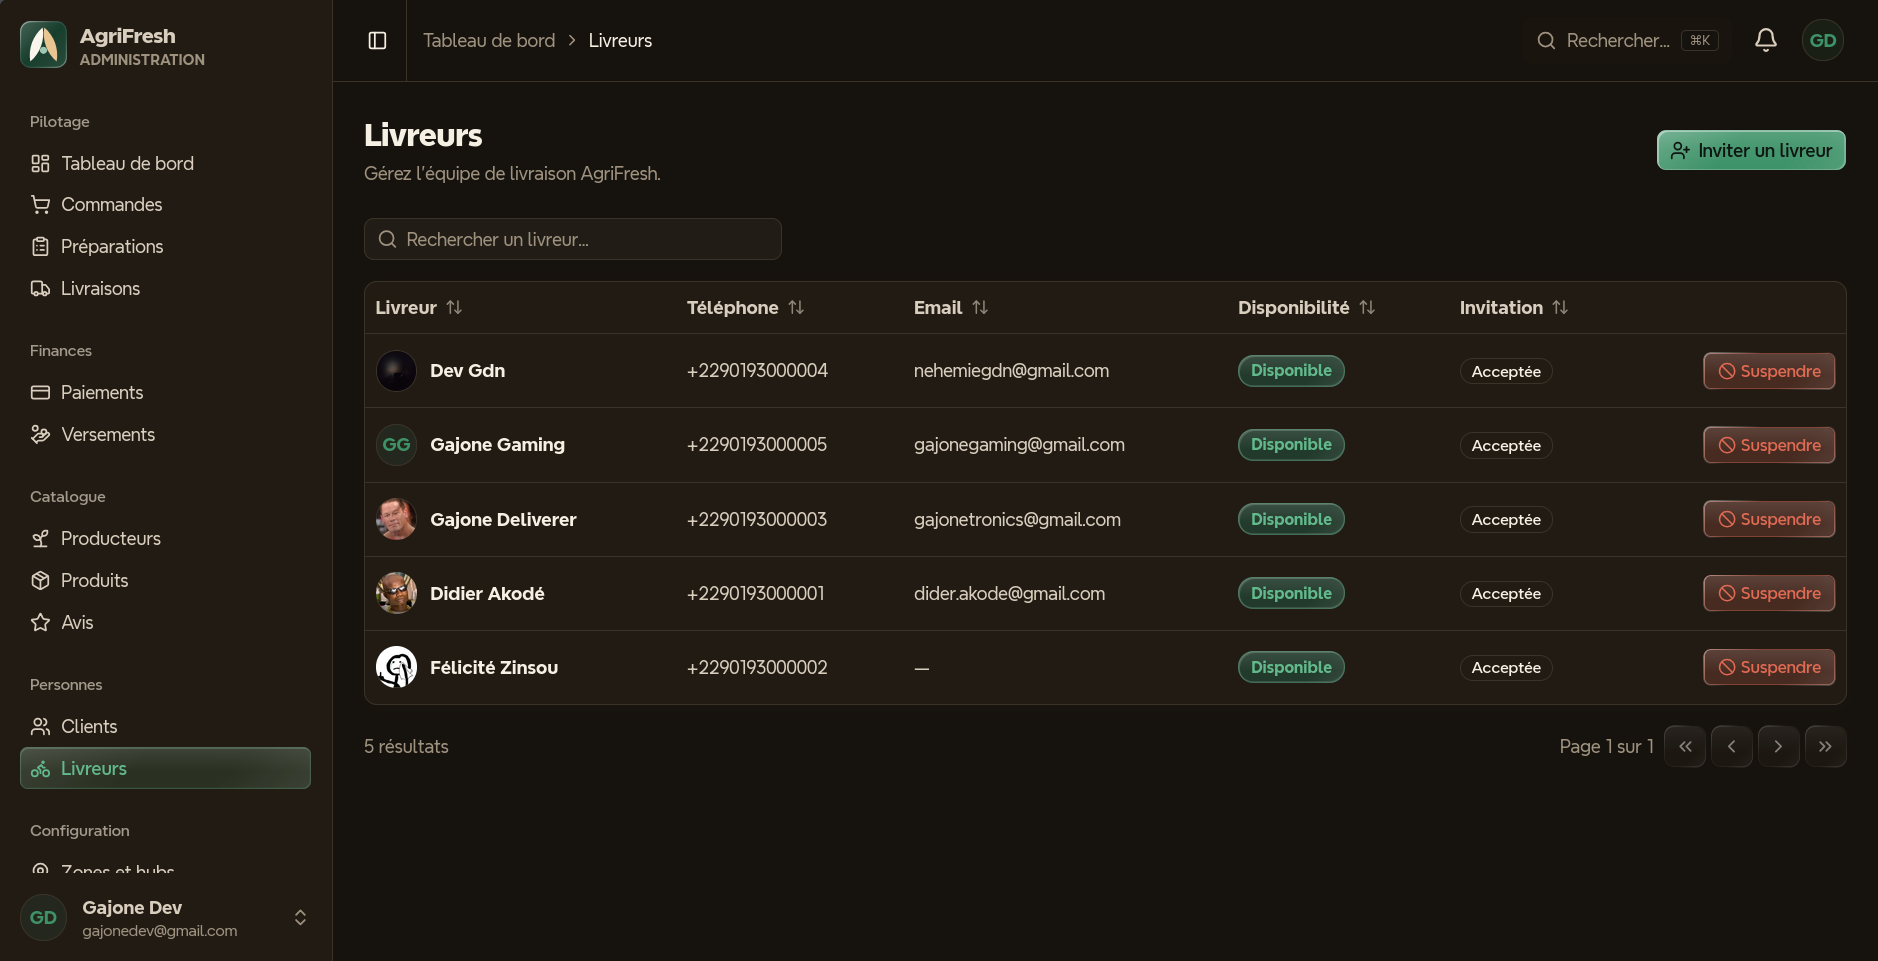 AgriFresh
ADMINISTRATION
Pilotage
Tableau de bord
Commandes
Préparations
Livraisons
Finances
Paiements
Versements
Catalogue
Producteurs
Produits
Avis
Personnes
Clients
Livreurs
Configuration
Zones et hubs
GD
Gajone Dev
gajonedev@gmail.com
Tableau de bord > Livreurs
Rechercher... ⌘K
GD
Livreurs
Gérez l'équipe de livraison AgriFresh.
Inviter un livreur
Rechercher un livreur...
Livreur Téléphone Email Disponibilité Invitation
Dev Gdn +2290193000004 nehemiegdn@gmail.com Disponible Acceptée Suspendre
GG Gajone Gaming +2290193000005 gajonegaming@gmail.com Disponible Acceptée Suspendre
Gajone Deliverer +2290193000003 gajonetronics@gmail.com Disponible Acceptée Suspendre
Didier Akodé +2290193000001 dider.akode@gmail.com Disponible Acceptée Suspendre
Félicité Zinsou +2290193000002 — Disponible Acceptée Suspendre
5 résultats
Page 1 sur 1